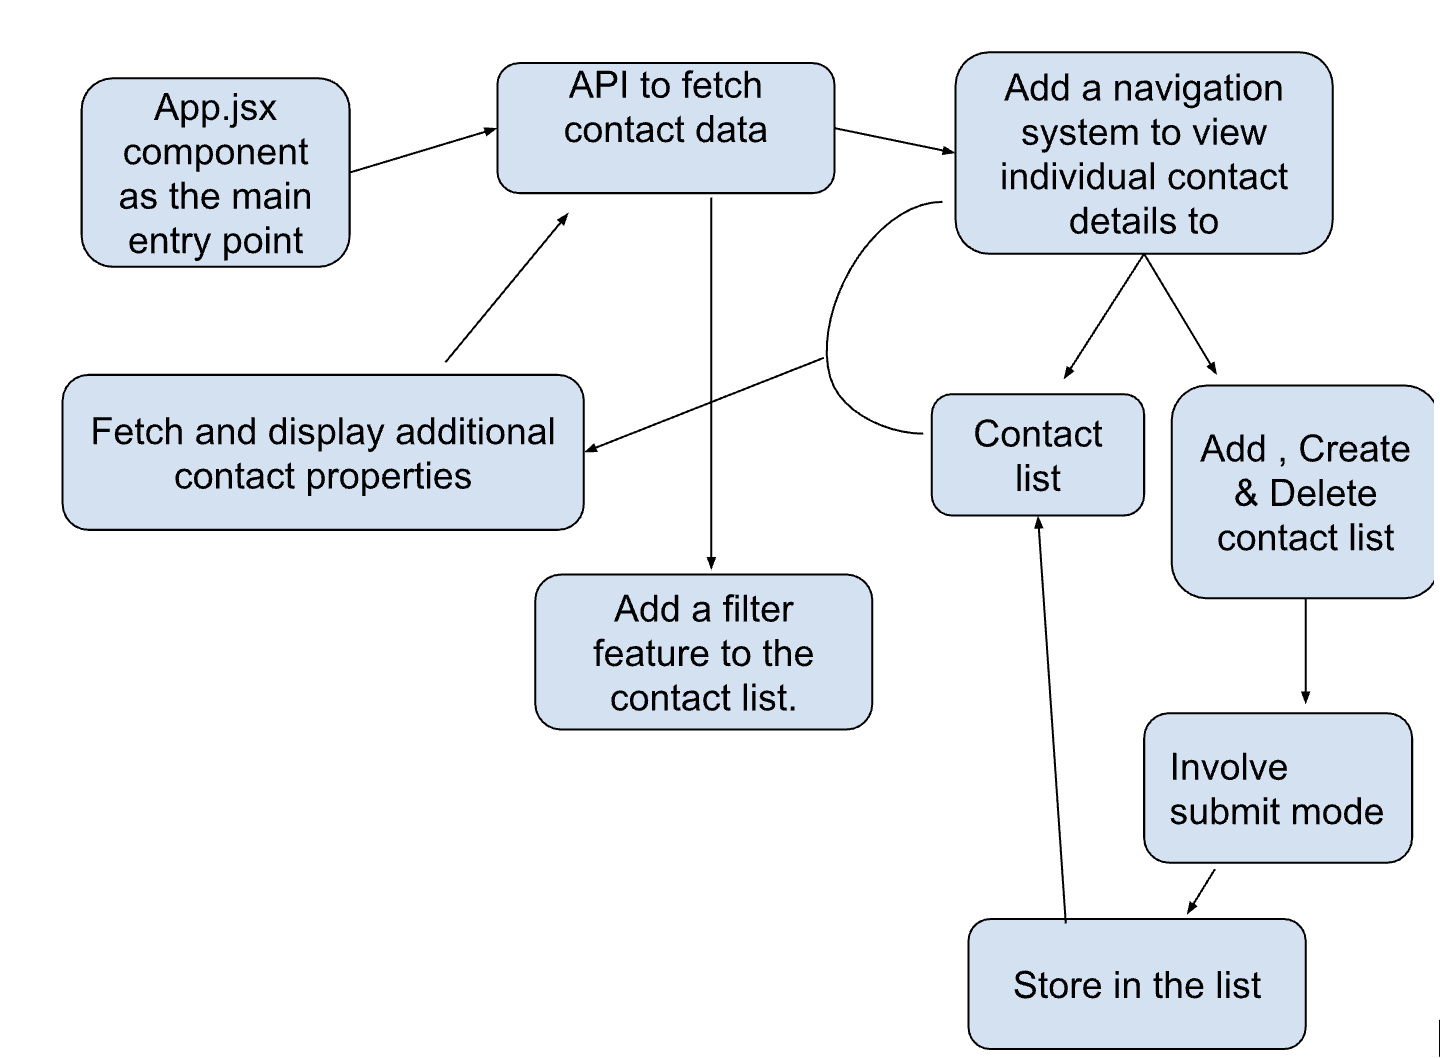 App.jsx
component
as the main
entry point
API to fetch
contact data
Add a navigation
system to view
individual contact
details to
Fetch and display additional
contact properties
Contact
list
Add , Create
& Delete
contact list
Add a filter
feature to the
contact list.
Involve
submit mode
Store in the list